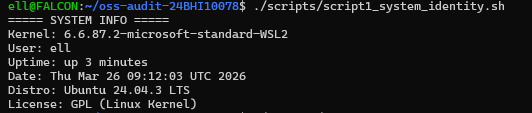 ell@FALCON:~/oss-audit-24BHI10078$ ./scripts/script1_system_identity.sh
===== SYSTEM INFO =====
Kernel: 6.6.87.2-microsoft-standard-WSL2
User: ell
Uptime: up 3 minutes
Date: Thu Mar 26 09:12:03 UTC 2026
Distro: Ubuntu 24.04.3 LTS
License: GPL (Linux Kernel)